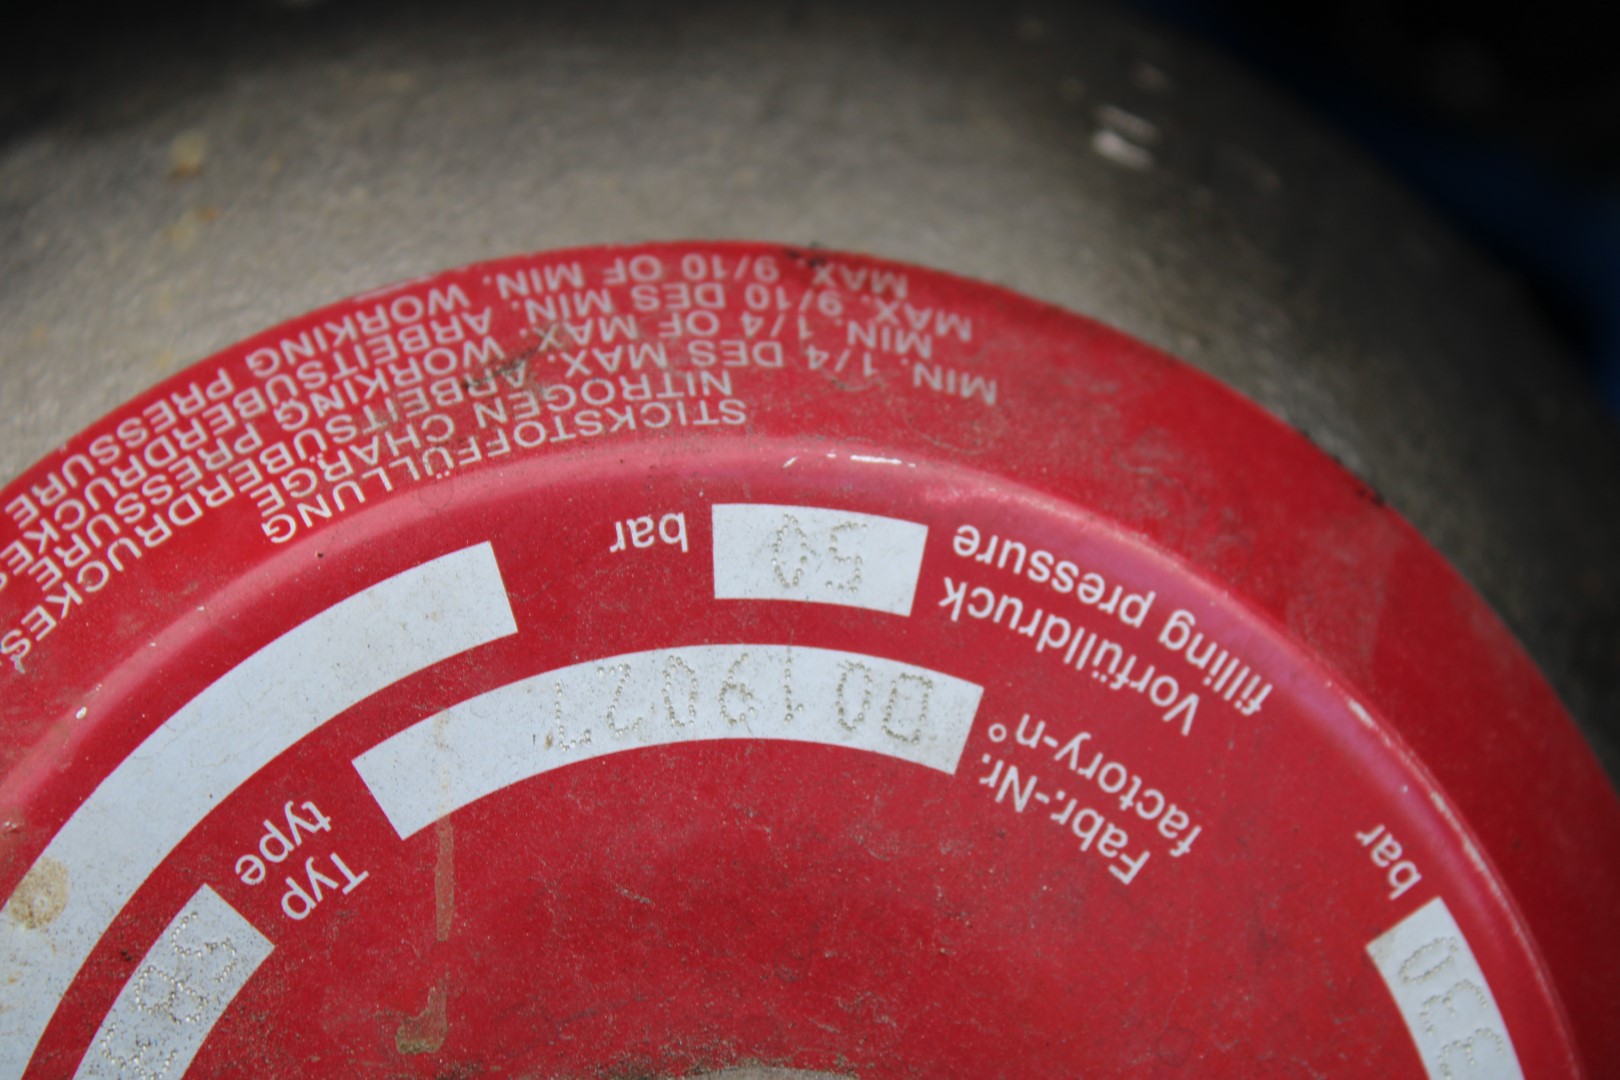 330 bar
Fabr.-Nr.
factory-n°
Typ
type
Vorfülldruck
filling pressure
50 bar
STICKSTOFFÜLLUNG
NITROGEN CHARGE
MIN. 1/4 DES MAX. ARBEITSÜBERDRUCKES
MIN. 1/4 OF MAX. WORKING PRESSURE
MAX. 9/10 DES MIN. ARBEITSÜBERDRUCKES
MAX. 9/10 OF MIN. WORKING PRESSURE